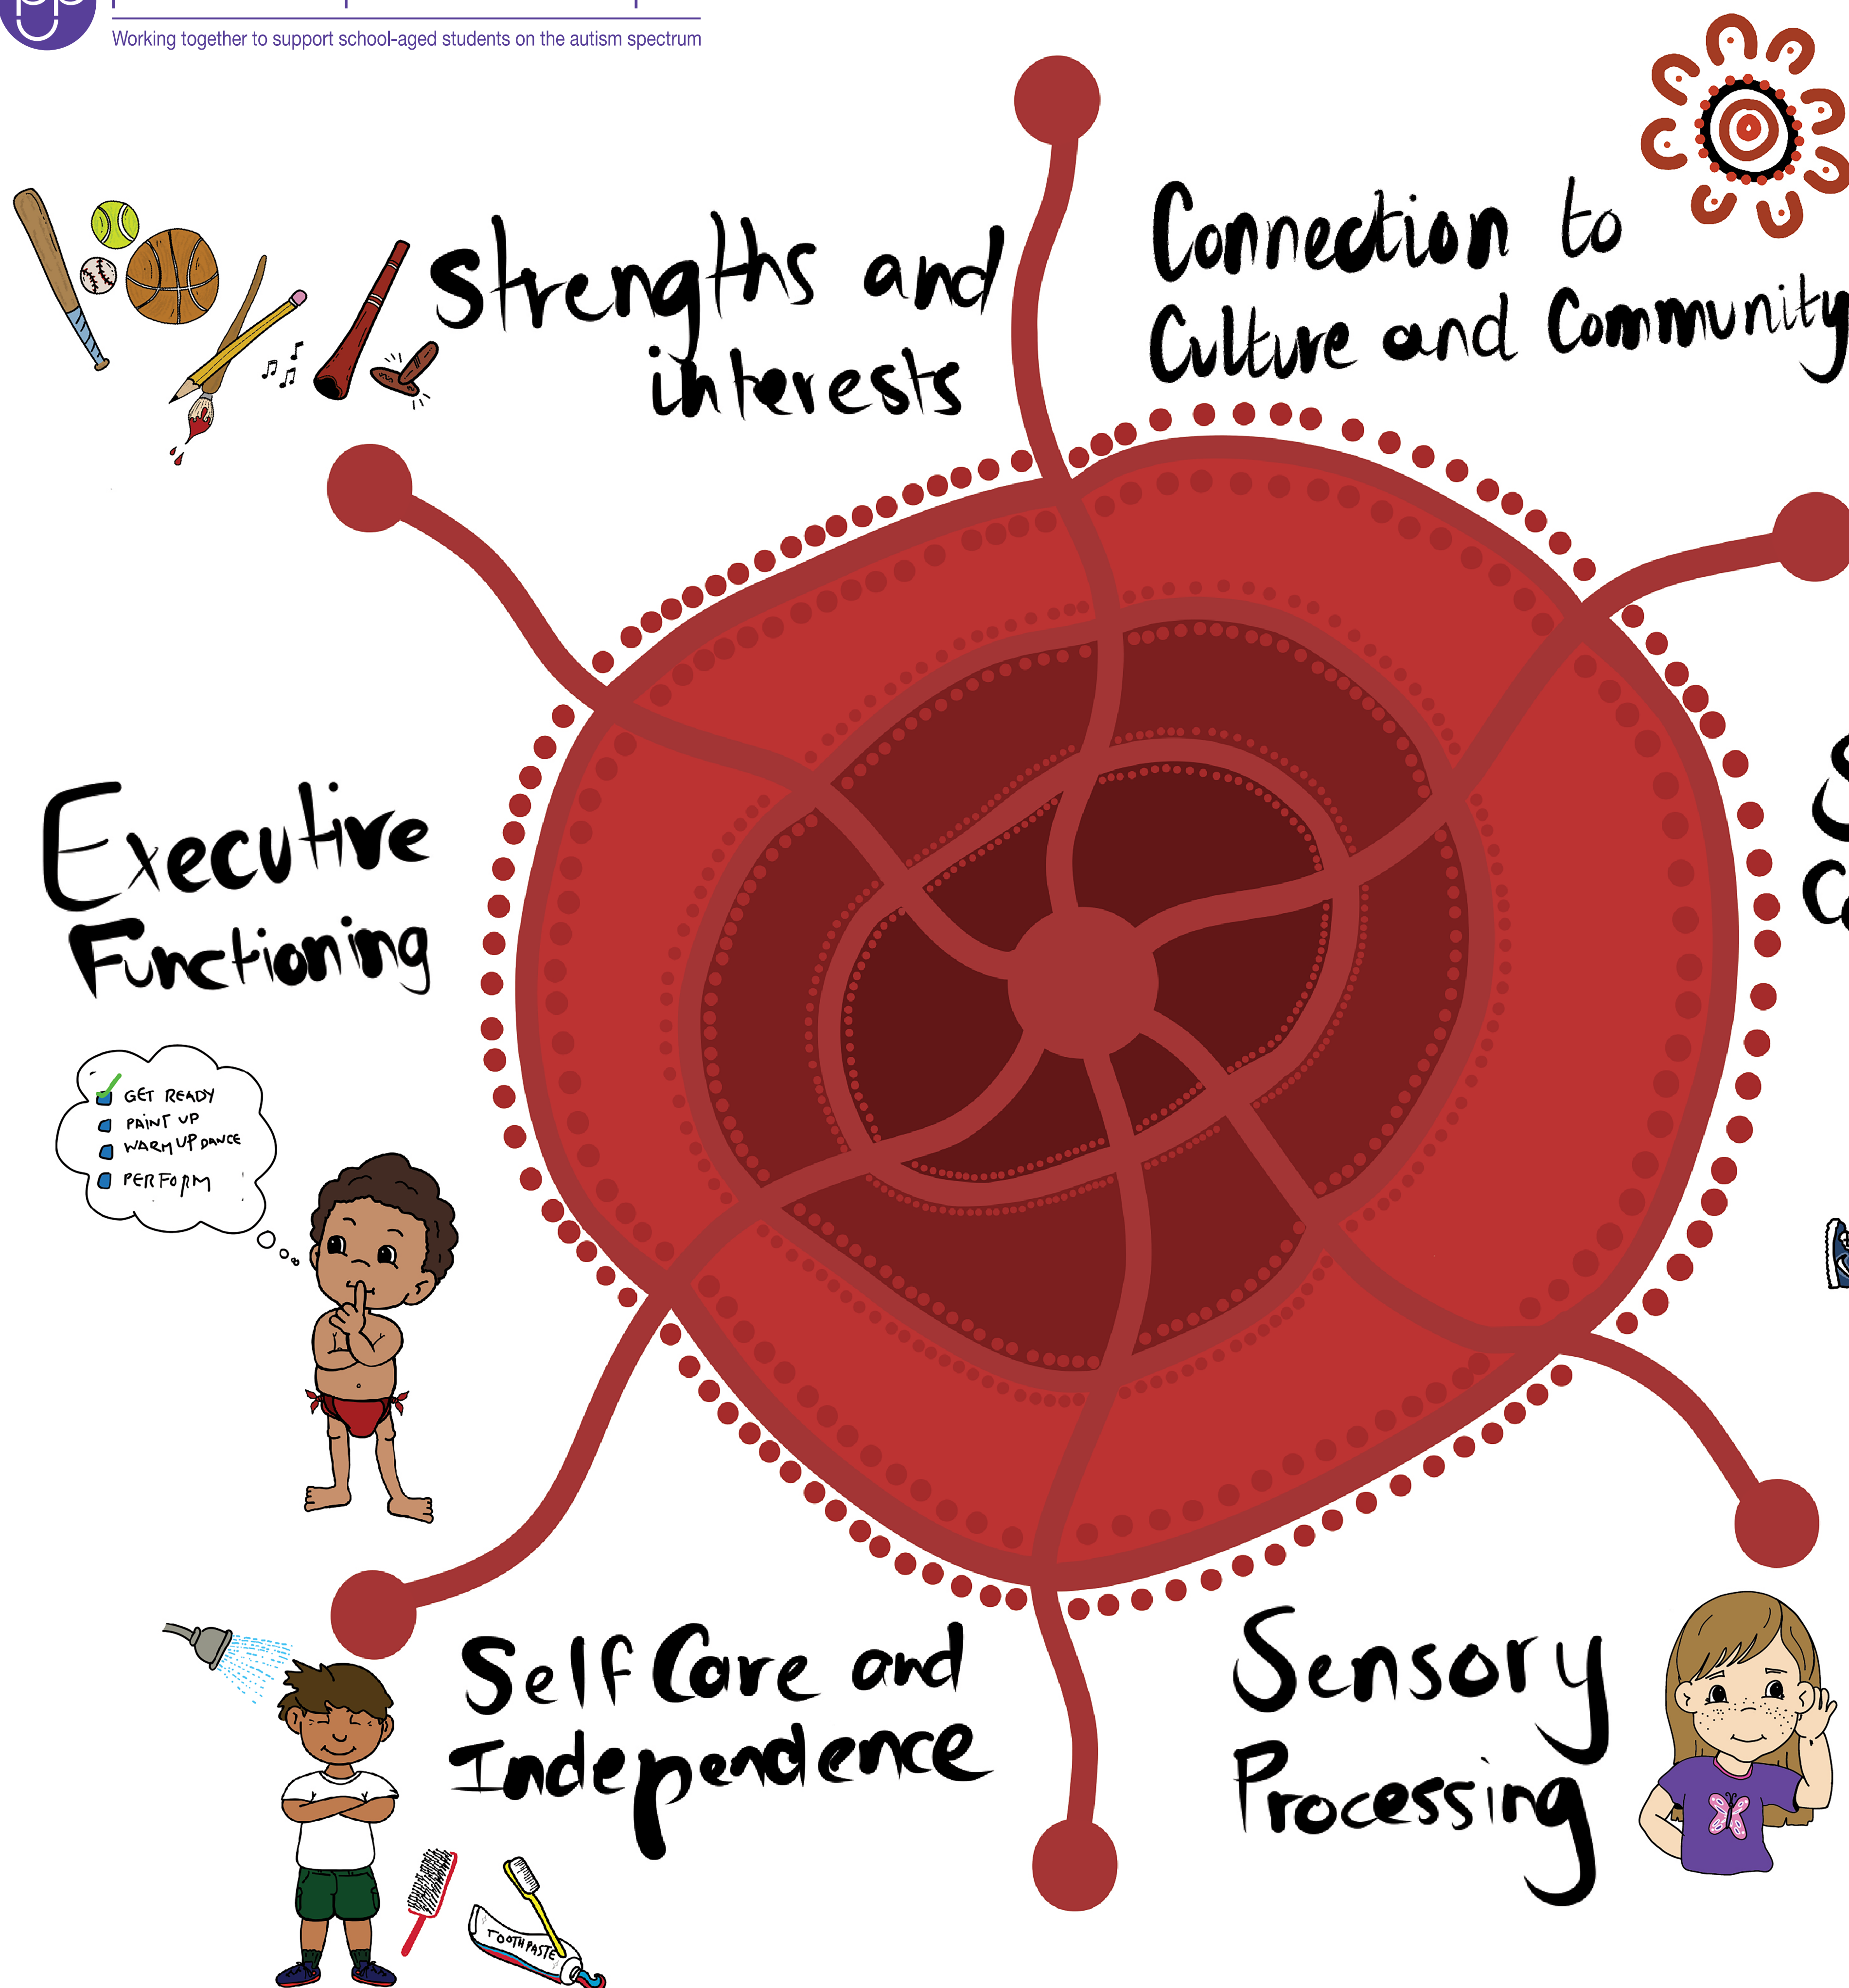 Working together to support school-aged students on the autism spectrum
Strengths and
interests
Connection to
Culture and Community
Executive
Functioning
GET READY
PAINT UP
WARM UP DANCE
PERFORM
Self Care and
Independence
TOOTHPASTE
Sensory
Processing